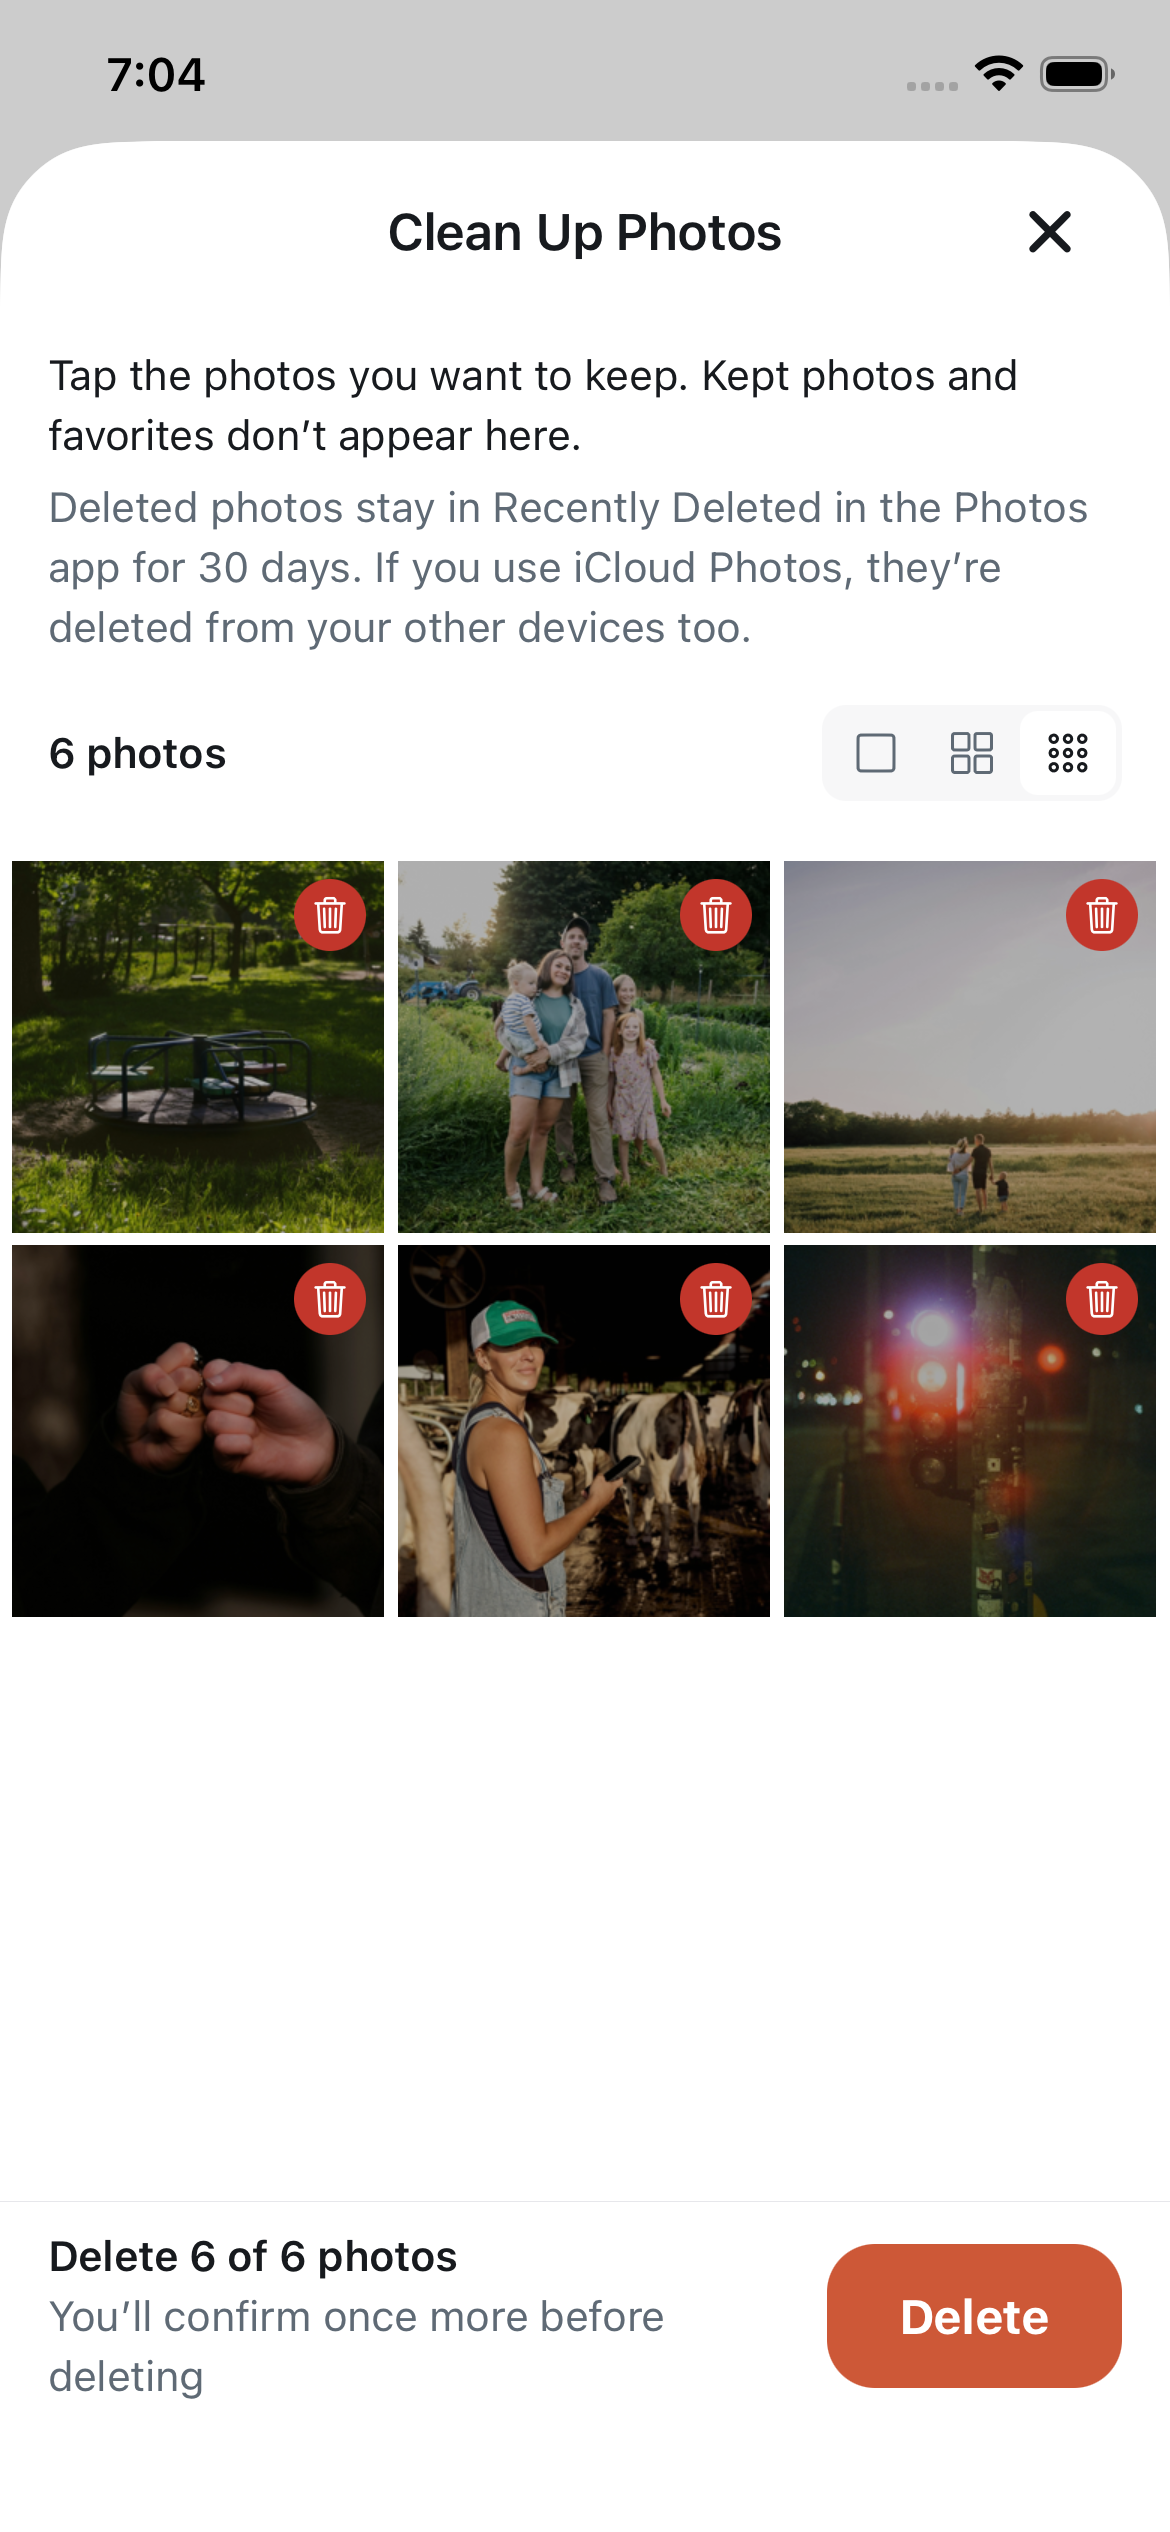 7:04
Clean Up Photos
Tap the photos you want to keep. Kept photos and
favorites don’t appear here.
Deleted photos stay in Recently Deleted in the Photos
app for 30 days. If you use iCloud Photos, they’re
deleted from your other devices too.
6 photos
Delete 6 of 6 photos
You’ll confirm once more before
deleting
Delete